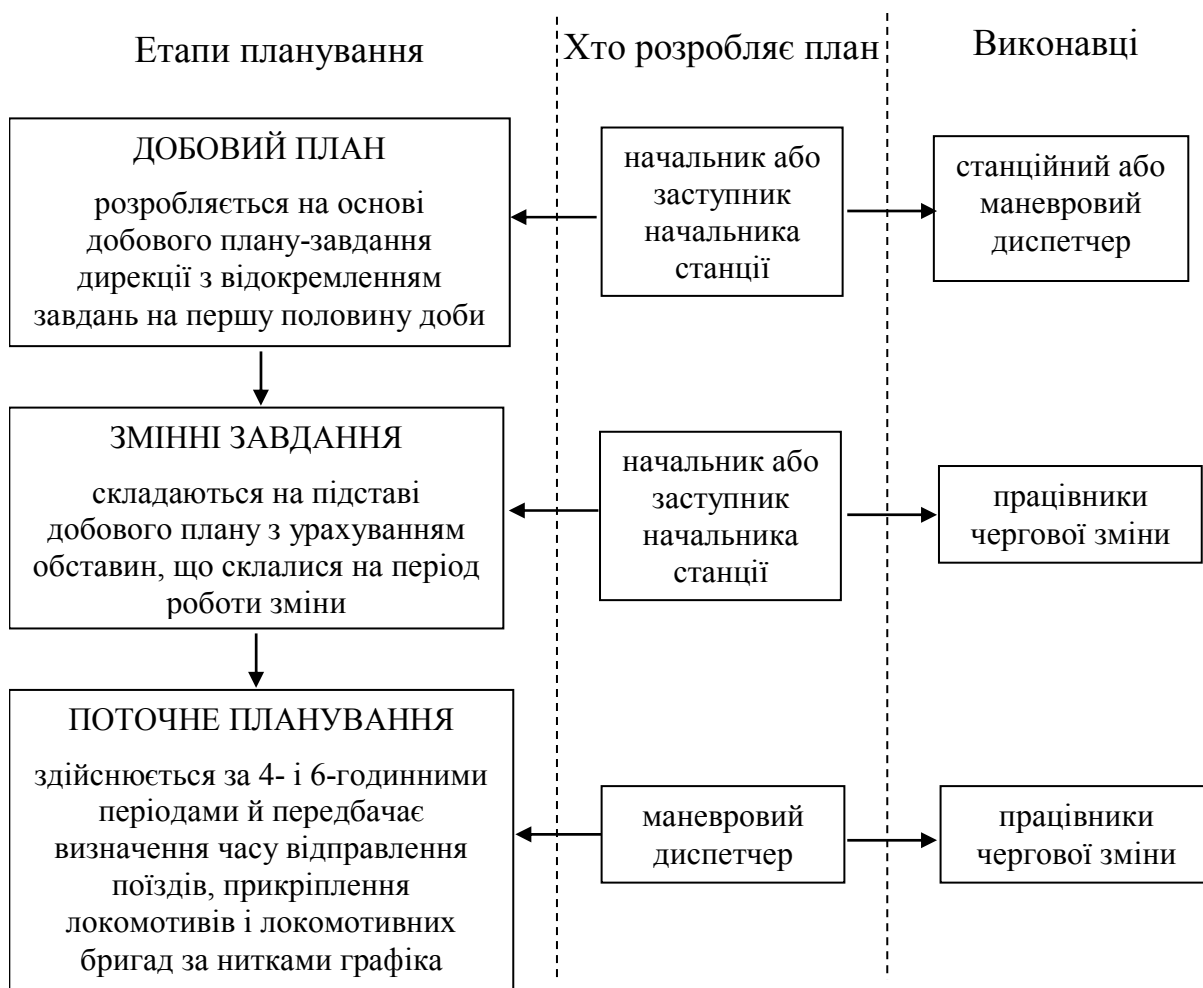 Етапи планування
Хто розробляє план
Виконавці
ДОБОВИЙ ПЛАН
розробляється на основі
добового плану-завдання
дирекції з відокремленням
завдань на першу половину доби
начальник або
заступник
начальника
станції
станційний або
маневровий
диспетчер
ЗМІННІ ЗАВДАННЯ
складаються на підставі
добового плану з урахуванням
обставин, що склалися на період
роботи зміни
начальник або
заступник
начальника
станції
працівники
чергової зміни
ПОТОЧНЕ ПЛАНУВАННЯ
здійснюється за 4- і 6-годинними
періодами й передбачає
визначення часу відправлення
поїздів, прикріплення
локомотивів і локомотивних
бригад за нитками графіка
маневровий
диспетчер
працівники
чергової зміни